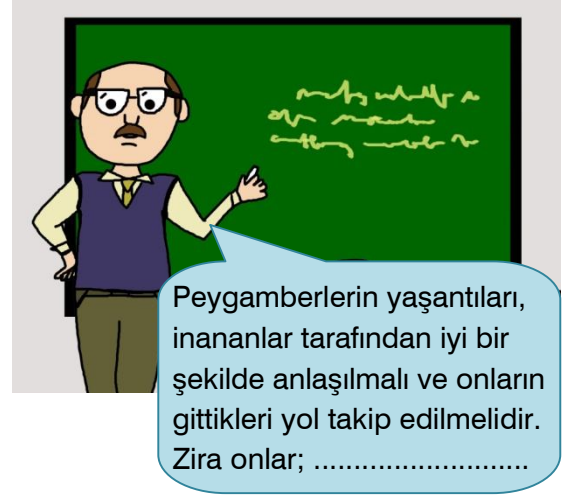 Peygamberlerin yaşantıları,
inananlar tarafından iyi bir
şekilde anlaşılmalı ve onların
gittikleri yol takip edilmelidir.
Zira onlar; ...........................